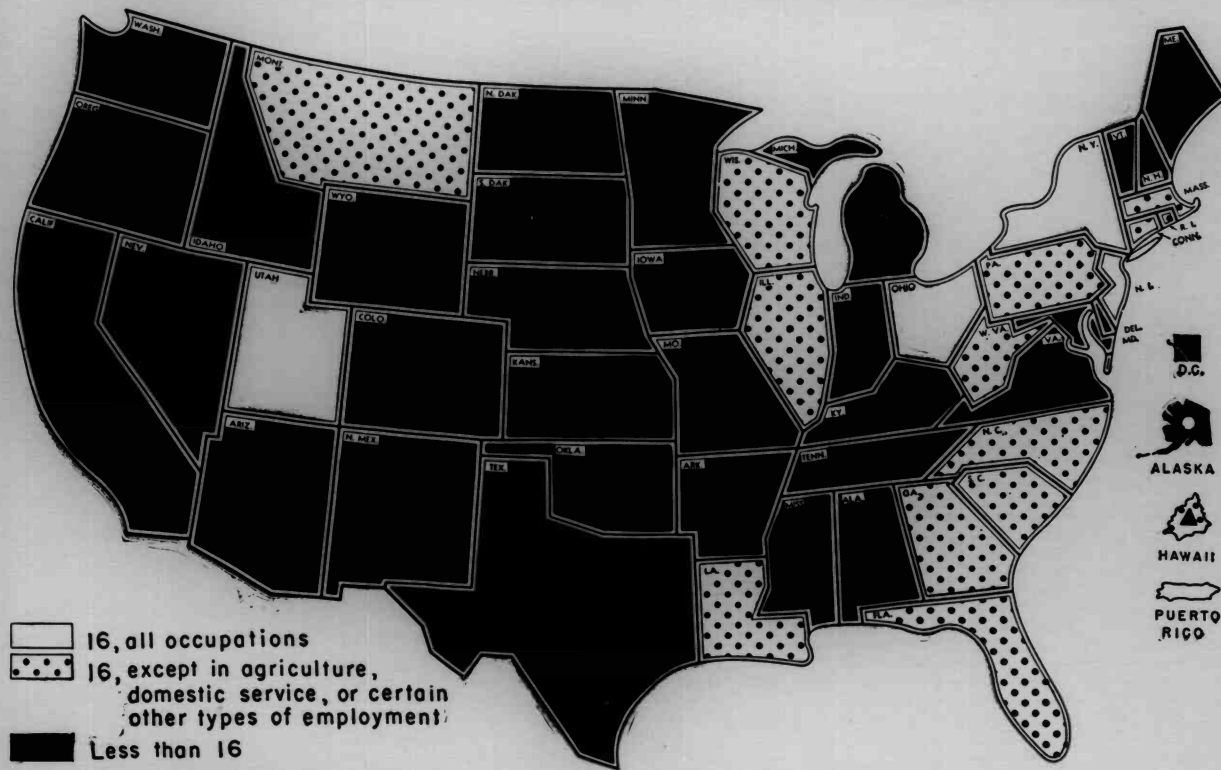 WASH.
OREG.
CALIF.
NEV.
IDAHO
MONT.
WYO.
UTAH
COLO.
ARIZ.
N. MEX.
N. DAK.
S. DAK.
NEBR.
KANS.
OKLA.
TEX.
MINN.
IOWA
MO.
ARK.
LA.
WIS.
ILL.
MICH.
IND.
OHIO
KY.
TENN.
MISS.
ALA.
GA.
FLA.
S.C.
N. C.
VA.
W. VA.
PA.
N. Y.
VT.
N. H.
ME.
MASS.
R. I.
CONN.
N. J.
DEL.
MD.
D.C.
ALASKA
HAWAII
PUERTO
RICO
16, all occupations
16, except in agriculture,
domestic service, or certain
other types of employment
Less than 16